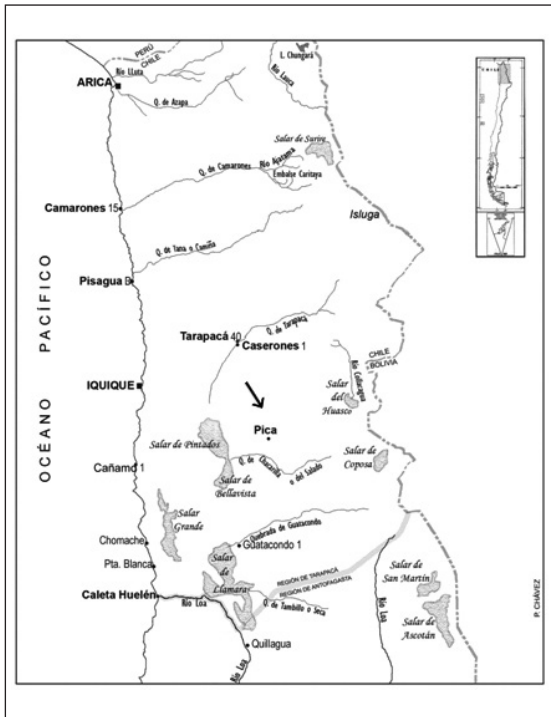 PERÚ
CHILE
L. Chungará
Río Lluta
Río Lauca
ARICA
Q. de Azapa
CHILE
Salar de Surire
Río Ajatama
Q. de Camarones
Embalse Caritaya
Camarones 15
Isluga
Q. de Tana o Camiña
Pisagua B
OCÉANO PACÍFICO
Q. de Tarapacá
Tarapacá 40
Caserones 1
CHILE
BOLIVIA
Río Collacagua
IQUIQUE
Salar
del
Huasco
Pica
Salar de Pintados
Q. de Chacarilla
o del Salado
Salar de
Coposa
Cañamo 1
Salar de
Bellavista
Salar
Grande
Quebrada de Guatacondo
Chomache
Guatacondo 1
Salar
de
Llamara
Pta. Blanca
REGIÓN DE TARAPACÁ
REGIÓN DE ANTOFAGASTA
Salar de
San Martín
Caleta Huelén
Río Loa
Q. de Tambillo o Seca
Río Loa
Salar de
Ascotán
P. CHÁVEZ
Quillagua
Río Loa